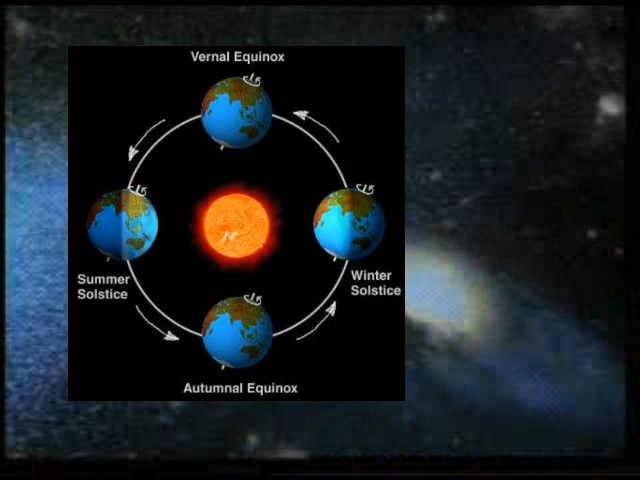 Vernal Equinox
Summer
Solstice
Winter
Solstice
Autumnal Equinox